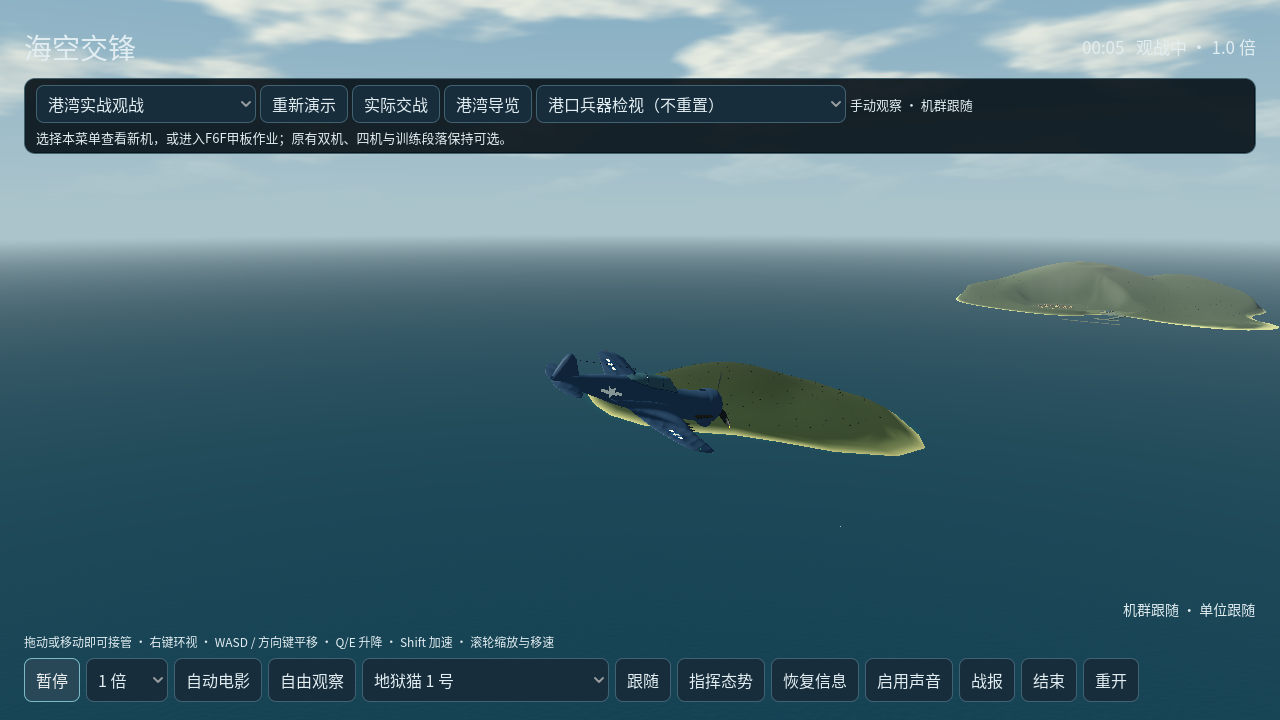 海空交锋
00:05 观战中 · 1.0 倍
港湾实战观战 重新演示 实际交战 港湾导览 港口兵器检视（不重置） 手动观察 · 机群跟随
选择本菜单查看新机，或进入F6F甲板作业；原有双机、四机与训练段落保持可选。
机群跟随 · 单位跟随
拖动或移动即可接管 · 右键环视 · WASD / 方向键平移 · Q/E 升降 · Shift 加速 · 滚轮缩放与移速
暂停 1 倍 自动电影 自由观察 地狱猫 1 号 跟随 指挥态势 恢复信息 启用声音 战报 结束 重开